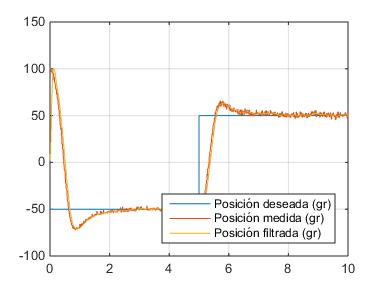 150
100
50
0
-50
-100
0 2 4 6 8 10
Posición deseada (gr)
Posición medida (gr)
Posición filtrada (gr)